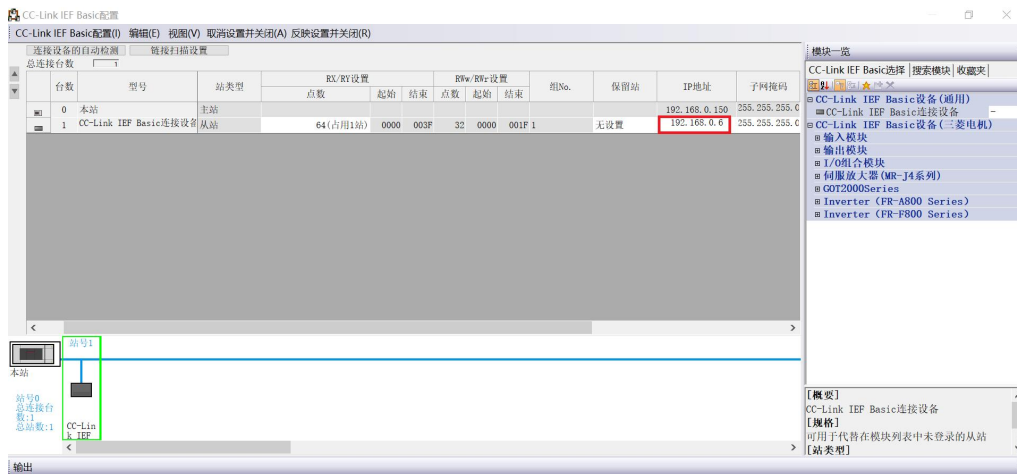 CC-Link IEF Basic配置
CC-Link IEF Basic配置(I) 编辑(E) 视图(V) 取消设置并关闭(A) 反映设置并关闭(R)
连接设备的自动检测 链接扫描设置
总连接台数 1
台数 型号 站类型 RX/RY设置 RWw/RWr设置 组No. 保留站 IP地址 子网掩码
点数 起始 结束 点数 起始 结束
0 本站 主站 192.168.0.150 255.255.255.0
1 CC-Link IEF Basic连接设备 从站 64(占用1站) 0000 003F 32 0000 001F 1 无设置 192.168.0.6 255.255.255.0
本站
站号0
总连接台
数:1
总站数:1
站号1
CC-Lin
k IEF
输出
模块一览
CC-Link IEF Basic选择 搜索模块 收藏夹
CC-Link IEF Basic设备(通用)
CC-Link IEF Basic连接设备 -
CC-Link IEF Basic设备(三菱电机)
输入模块
输出模块
I/O组合模块
伺服放大器(MR-J4系列)
GOT2000Series
Inverter (FR-A800 Series)
Inverter (FR-F800 Series)
[概要]
CC-Link IEF Basic连接设备
[规格]
可用于代替在模块列表中未登录的从站
[站类型]